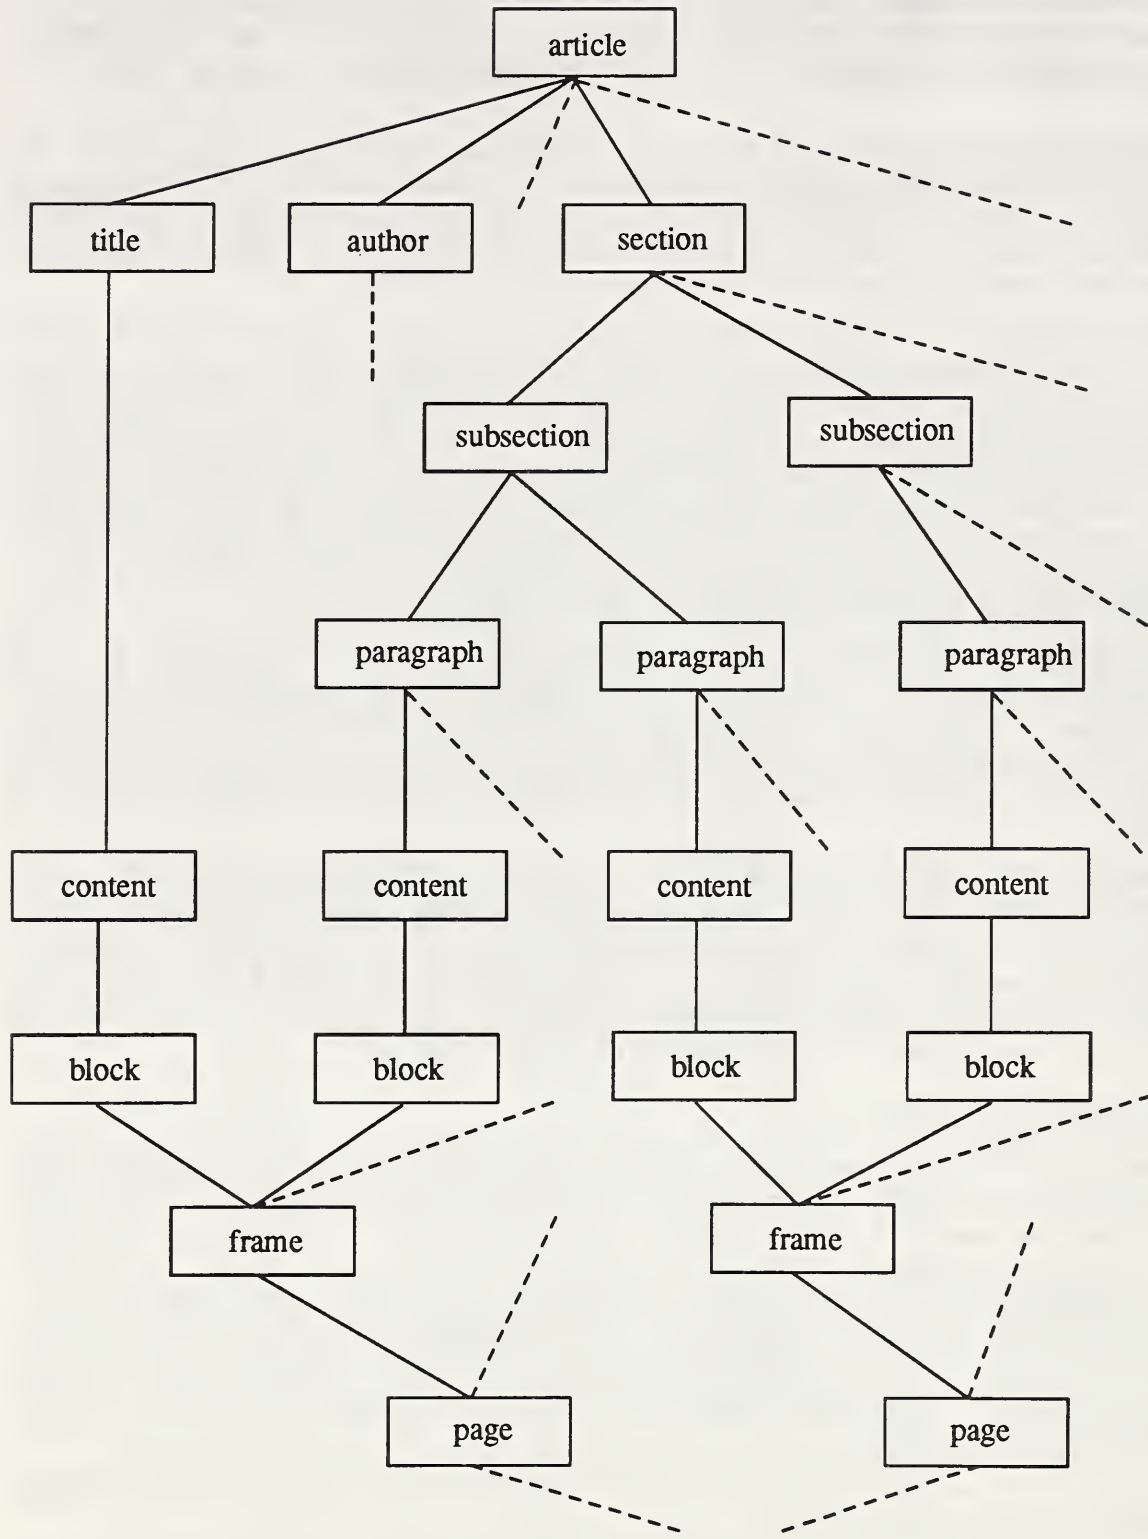 article
title
author
section
subsection
subsection
paragraph
paragraph
paragraph
content
content
content
content
block
block
block
block
frame
frame
page
page